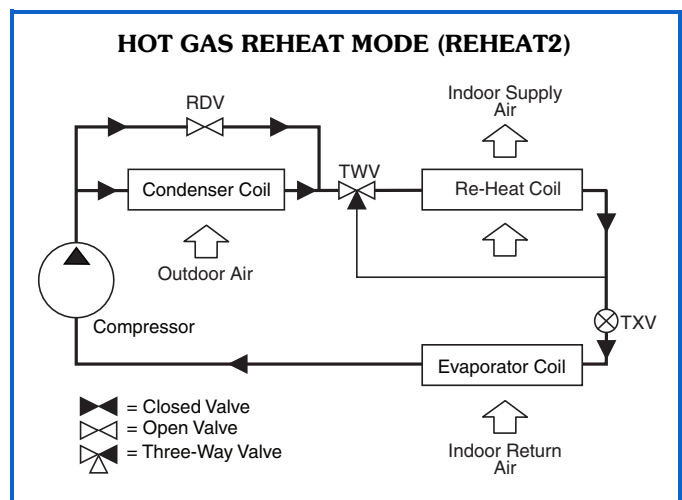 HOT GAS REHEAT MODE (REHEAT2)
Indoor Supply
Air
RDV
TWV
Condenser Coil
Re-Heat Coil
Outdoor Air
Compressor
TXV
Evaporator Coil
= Closed Valve
= Open Valve
= Three-Way Valve
Indoor Return
Air